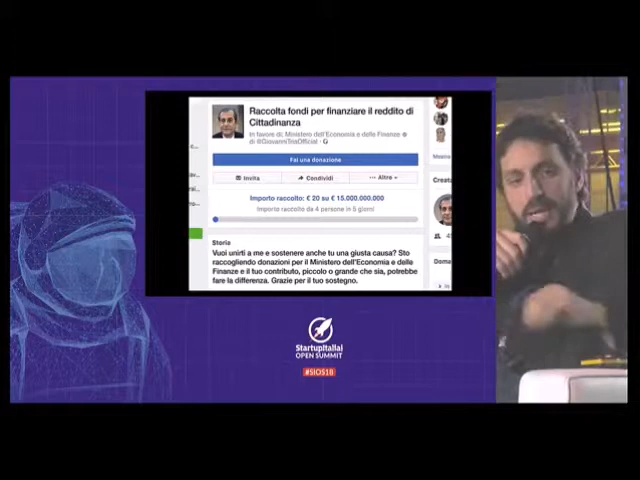 Raccolta fondi per finanziare il reddito di
Cittadinanza
In favore di: Ministero dell'Economia e delle Finanze
di @GiovanniTriaOfficial
Fai una donazione
Invita
Condividi
Altro
Mostra
Creato
Importo raccolto: € 20 su € 15.000.000.000
Importo raccolto da 4 persone in 5 giorni
Storia
Vuoi unirti a me e sostenere anche tu una giusta causa? Sto
raccogliendo donazioni per il Ministero dell'Economia e delle
Finanze e il tuo contributo, piccolo o grande che sia, potrebbe
fare la differenza. Grazie per il tuo sostegno.
StartupItalia!
OPEN SUMMIT
#SIOS18